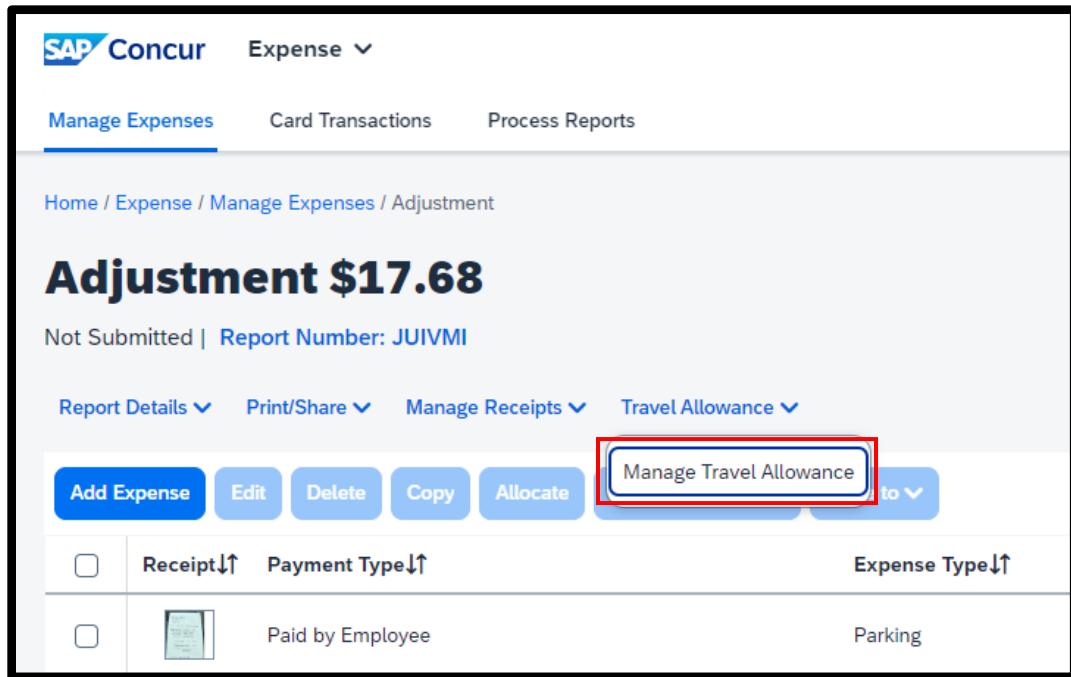 SAP Concur Expense
Manage Expenses Card Transactions Process Reports
Home / Expense / Manage Expenses / Adjustment
Adjustment $17.68
Not Submitted | Report Number: JUIVMI
Report Details Print/Share Manage Receipts Travel Allowance
Manage Travel Allowance
Add Expense Edit Delete Copy Allocate to
Receipt Payment Type Expense Type
Paid by Employee Parking